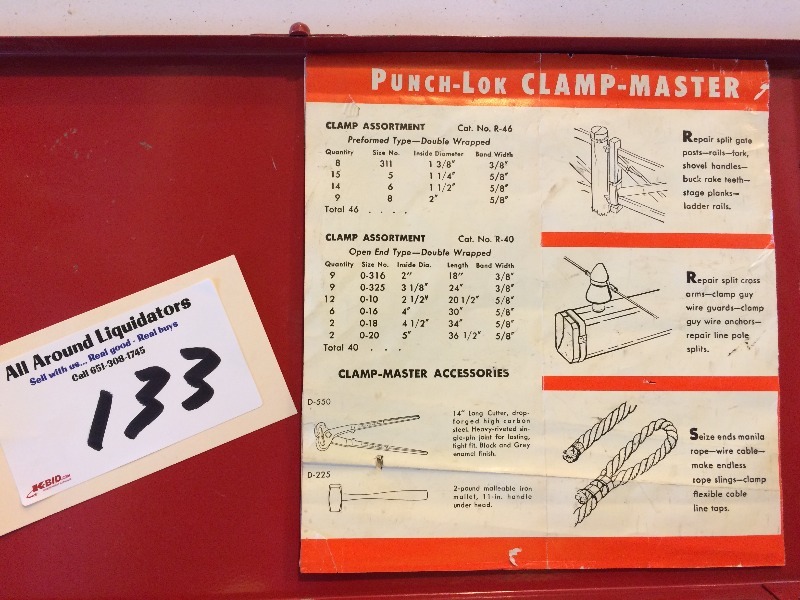 PUNCH-LOK CLAMP-MASTER
CLAMP ASSORTMENT Cat. No. R-46
Preformed Type—Double Wrapped
Quantity Size No. Inside Diameter Band Width
8 311 1 3/8" 3/8"
15 5 1 1/4" 5/8"
14 6 1 1/2" 5/8"
9 8 2" 5/8"
Total 46 . . . .
CLAMP ASSORTMENT Cat. No. R-40
Open End Type—Double Wrapped
Quantity Size No. Inside Dia. Length Band Width
9 0-316 2" 18" 3/8"
9 0-325 3 1/8" 24" 3/8"
12 0-10 2 1/2" 20 1/2" 5/8"
6 0-16 4" 30" 5/8"
2 0-18 4 1/2" 34" 5/8"
2 0-20 5" 36 1/2" 5/8"
Total 40 . . .
CLAMP-MASTER ACCESSORIES
D-550
14" Long Cutter, drop-
forged high carbon
steel. Heavy-riveted sin-
gle-pin joint for lasting,
tight fit. Black and Grey
enamel finish.
D-225
2-pound malleable iron
mallet, 11-in. handle
under head.
Repair split gate
posts—rails—fork,
shovel handles—
buck rake teeth—
stage planks—
ladder rails.
Repair split cross
arms—clamp guy
wire guards—clamp
guy wire anchors—
repair line pole
splits.
Seize ends manila
rope—wire cable—
make endless
rope slings—clamp
flexible cable
line taps.
All Around Liquidators
Sell with us... Real good - Real buys
Call 651-308-1745
133
K-BID.COM